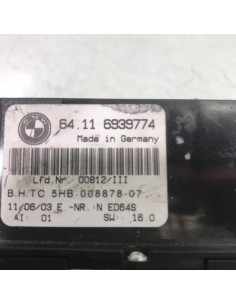 BMW
64.11 6939774
Made in Germany
Lfd.Nr. 00812/III
B.H.TC 5HB 008878-07
11/06/03 E -NR. N ED64S
AI: 01 SW: 16.0